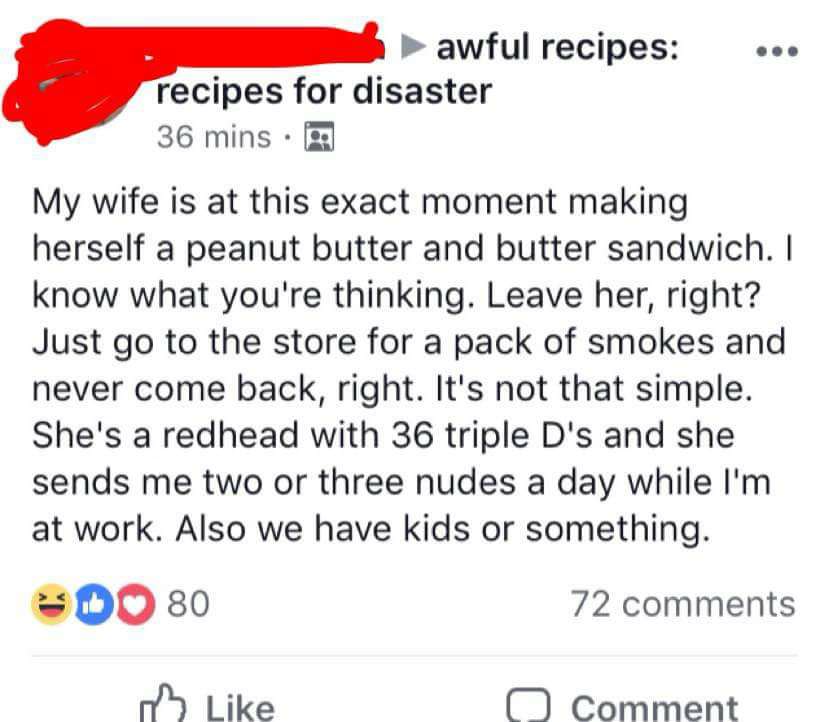 awful recipes:
recipes for disaster
36 mins ·
My wife is at this exact moment making
herself a peanut butter and butter sandwich. I
know what you're thinking. Leave her, right?
Just go to the store for a pack of smokes and
never come back, right. It's not that simple.
She's a redhead with 36 triple D's and she
sends me two or three nudes a day while I'm
at work. Also we have kids or something.
80 72 comments
Like Comment